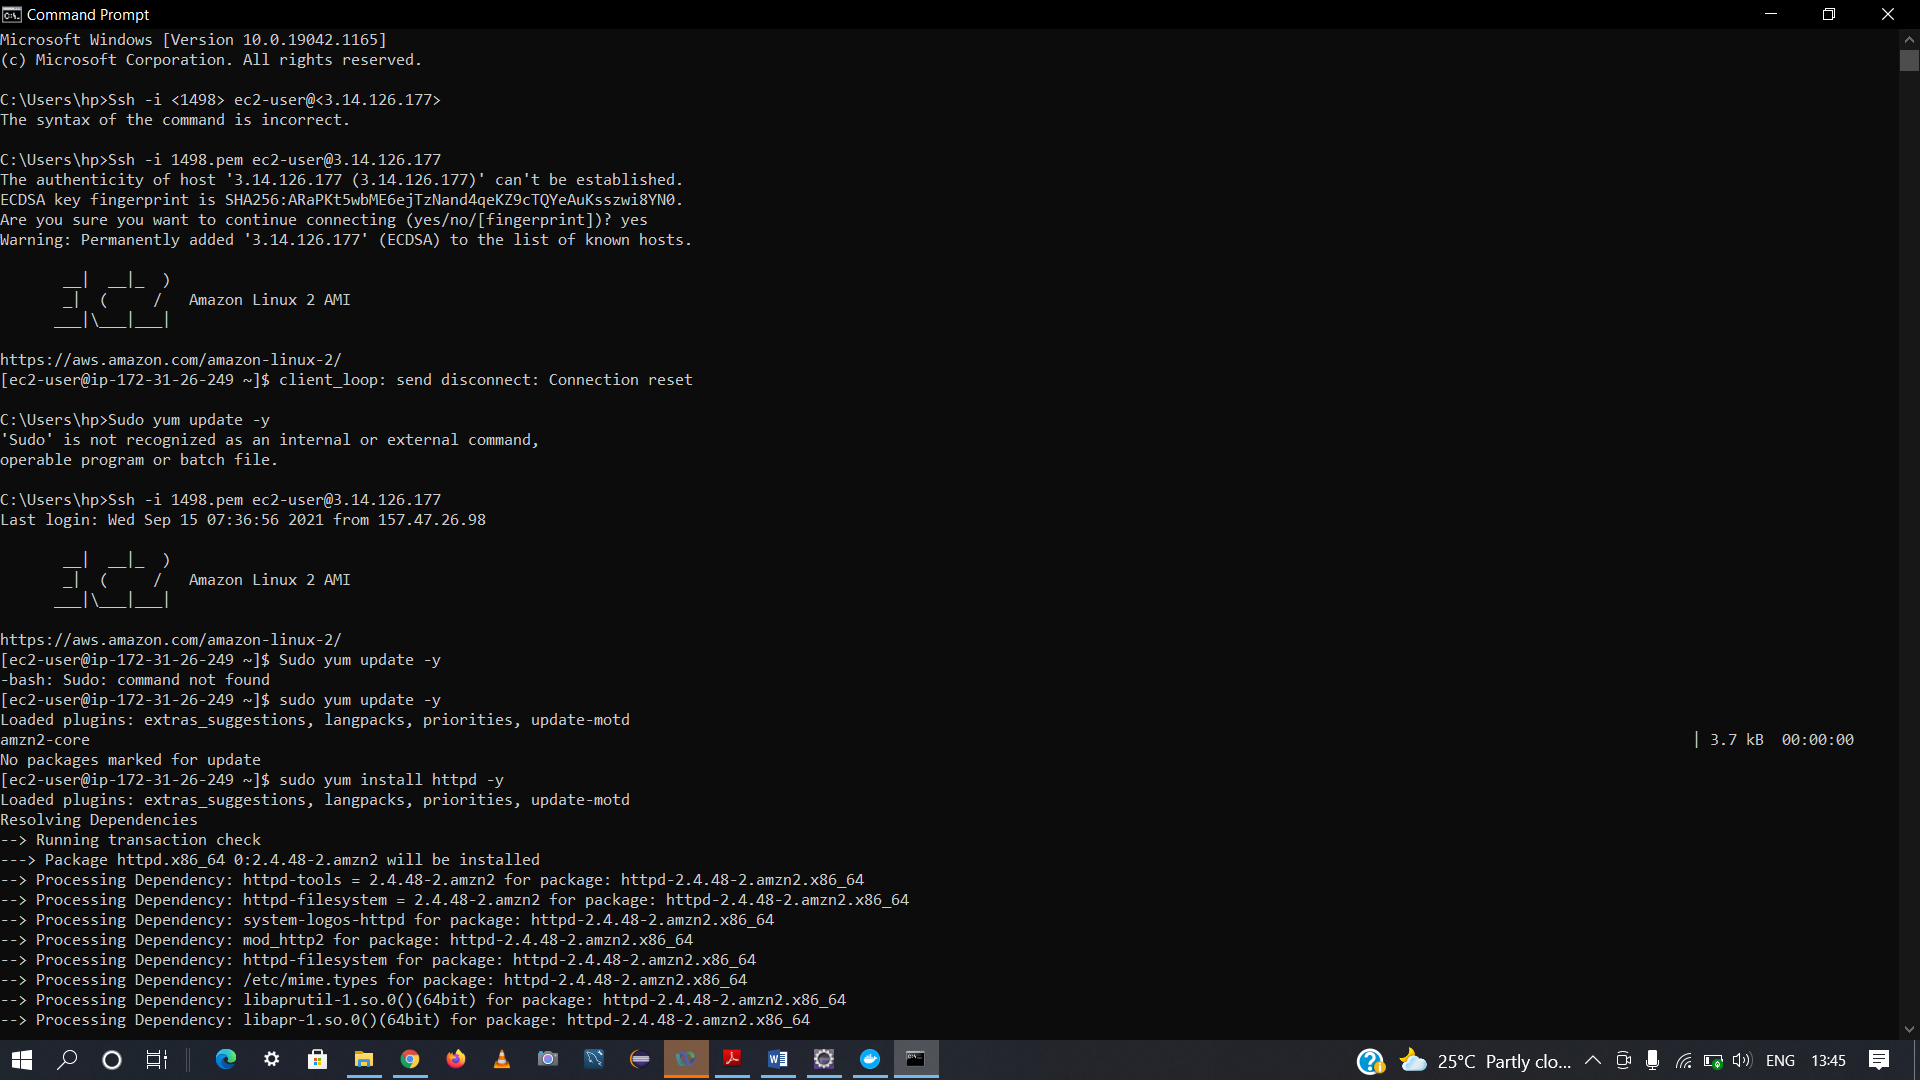 Command Prompt
Microsoft Windows [Version 10.0.19042.1165]
(c) Microsoft Corporation. All rights reserved.
C:\Users\hp>Ssh -i <1498> ec2-user@<3.14.126.177>
The syntax of the command is incorrect.
C:\Users\hp>Ssh -i 1498.pem ec2-user@3.14.126.177
The authenticity of host '3.14.126.177 (3.14.126.177)' can't be established.
ECDSA key fingerprint is SHA256:ARaPKt5wbME6ejTzNand4qeKZ9cTQYeAuKsszwi8YN0.
Are you sure you want to continue connecting (yes/no/[fingerprint])? yes
Warning: Permanently added '3.14.126.177' (ECDSA) to the list of known hosts.
       __|  __|_  )
       _|  (     /   Amazon Linux 2 AMI
      ___|\___|___|
https://aws.amazon.com/amazon-linux-2/
[ec2-user@ip-172-31-26-249 ~]$ client_loop: send disconnect: Connection reset
C:\Users\hp>Sudo yum update -y
'Sudo' is not recognized as an internal or external command,
operable program or batch file.
C:\Users\hp>Ssh -i 1498.pem ec2-user@3.14.126.177
Last login: Wed Sep 15 07:36:56 2021 from 157.47.26.98
       __|  __|_  )
       _|  (     /   Amazon Linux 2 AMI
      ___|\___|___|
https://aws.amazon.com/amazon-linux-2/
[ec2-user@ip-172-31-26-249 ~]$ Sudo yum update -y
-bash: Sudo: command not found
[ec2-user@ip-172-31-26-249 ~]$ sudo yum update -y
Loaded plugins: extras_suggestions, langpacks, priorities, update-motd
amzn2-core | 3.7 kB  00:00:00
No packages marked for update
[ec2-user@ip-172-31-26-249 ~]$ sudo yum install httpd -y
Loaded plugins: extras_suggestions, langpacks, priorities, update-motd
Resolving Dependencies
--> Running transaction check
---> Package httpd.x86_64 0:2.4.48-2.amzn2 will be installed
--> Processing Dependency: httpd-tools = 2.4.48-2.amzn2 for package: httpd-2.4.48-2.amzn2.x86_64
--> Processing Dependency: httpd-filesystem = 2.4.48-2.amzn2 for package: httpd-2.4.48-2.amzn2.x86_64
--> Processing Dependency: system-logos-httpd for package: httpd-2.4.48-2.amzn2.x86_64
--> Processing Dependency: mod_http2 for package: httpd-2.4.48-2.amzn2.x86_64
--> Processing Dependency: httpd-filesystem for package: httpd-2.4.48-2.amzn2.x86_64
--> Processing Dependency: /etc/mime.types for package: httpd-2.4.48-2.amzn2.x86_64
--> Processing Dependency: libaprutil-1.so.0()(64bit) for package: httpd-2.4.48-2.amzn2.x86_64
--> Processing Dependency: libapr-1.so.0()(64bit) for package: httpd-2.4.48-2.amzn2.x86_64
25°C Partly clo... ENG 13:45